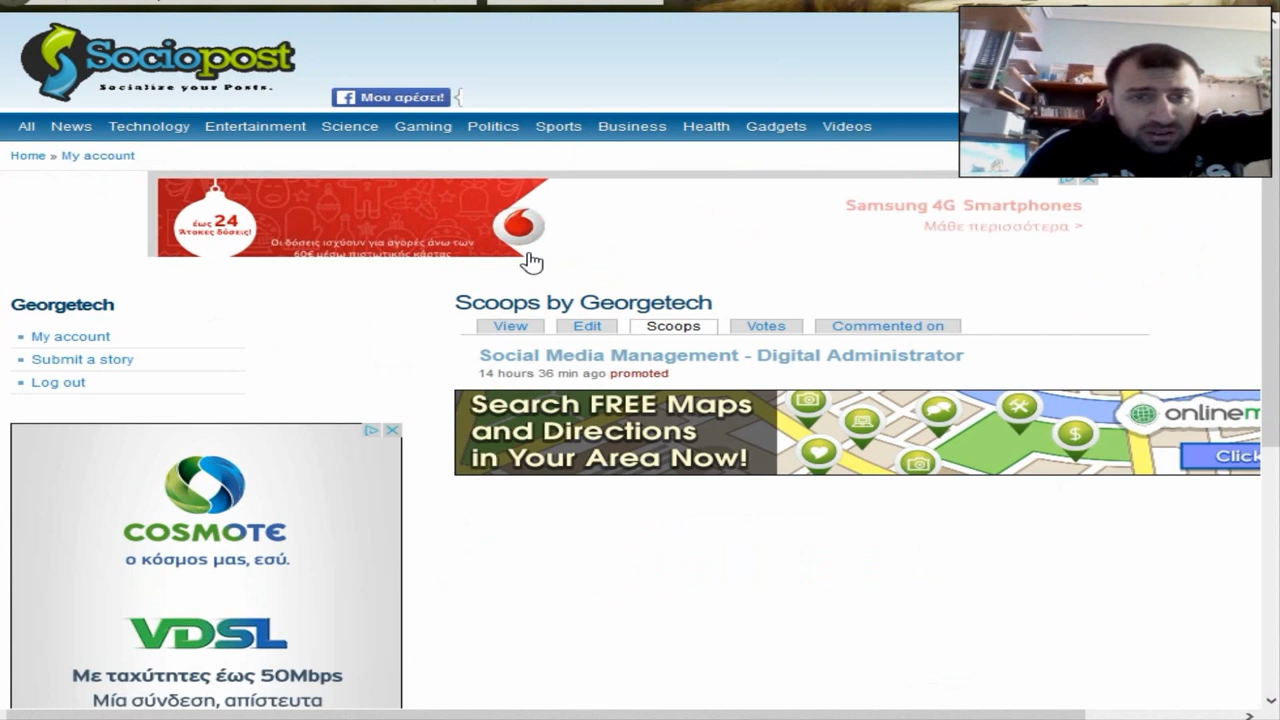 Sociopost
Socialize your Posts.
Μου αρέσει!
All News Technology Entertainment Science Gaming Politics Sports Business Health Gadgets Videos
Home » My account
έως 24
Άτοκες δόσεις!
Οι δόσεις ισχύουν για αγορές άνω των
60€ μέσω πιστωτικής κάρτας
Samsung 4G Smartphones
Μάθε περισσότερα >
Georgetech
My account
Submit a story
Log out
Scoops by Georgetech
View Edit Scoops Votes Commented on
Social Media Management - Digital Administrator
14 hours 36 min ago promoted
Search FREE Maps
and Directions
in Your Area Now!
onlinem
Click
COSMOTE
ο κόσμος μας, εσύ.
VDSL
Με ταχύτητες έως 50Mbps
Μία σύνδεση, απίστευτα